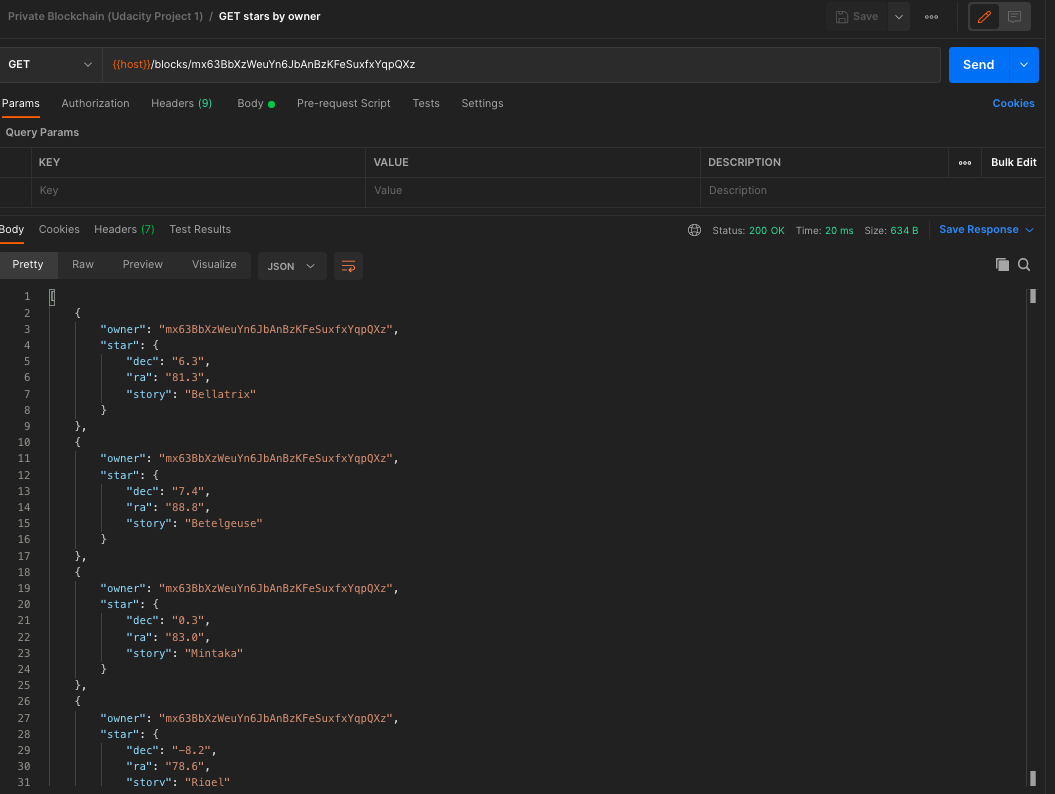 Private Blockchain (Udacity Project 1) / GET stars by owner
Save
GET
{{host}}/blocks/mx63BbXzWeuYn6JbAnBzKFeSuxfxYqpQXz
Send
Params Authorization Headers (9) Body Pre-request Script Tests Settings Cookies
Query Params
KEY VALUE DESCRIPTION Bulk Edit
Key Value Description
Body Cookies Headers (7) Test Results Status: 200 OK Time: 20 ms Size: 634 B Save Response
Pretty Raw Preview Visualize JSON
1 [
2 {
3 "owner": "mx63BbXzWeuYn6JbAnBzKFeSuxfxYqpQXz",
4 "star": {
5 "dec": "6.3",
6 "ra": "81.3",
7 "story": "Bellatrix"
8 }
9 },
10 {
11 "owner": "mx63BbXzWeuYn6JbAnBzKFeSuxfxYqpQXz",
12 "star": {
13 "dec": "7.4",
14 "ra": "88.8",
15 "story": "Betelgeuse"
16 }
17 },
18 {
19 "owner": "mx63BbXzWeuYn6JbAnBzKFeSuxfxYqpQXz",
20 "star": {
21 "dec": "0.3",
22 "ra": "83.0",
23 "story": "Mintaka"
24 }
25 },
26 {
27 "owner": "mx63BbXzWeuYn6JbAnBzKFeSuxfxYqpQXz",
28 "star": {
29 "dec": "-8.2",
30 "ra": "78.6",
31 "story": "Rigel"